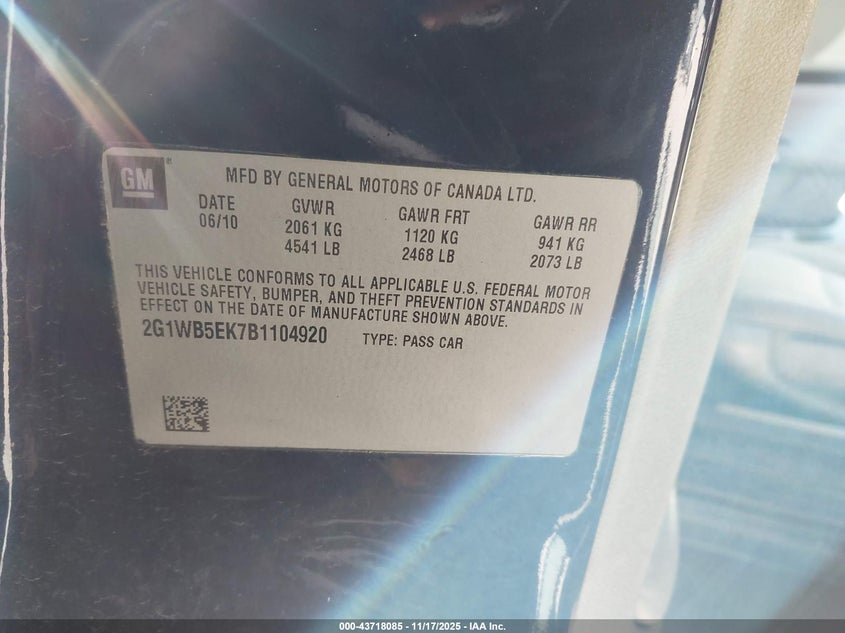 GM
MFD BY GENERAL MOTORS OF CANADA LTD.
DATE GVWR GAWR FRT GAWR RR
06/10 2061 KG 1120 KG 941 KG
4541 LB 2468 LB 2073 LB
THIS VEHICLE CONFORMS TO ALL APPLICABLE U.S. FEDERAL MOTOR
VEHICLE SAFETY, BUMPER, AND THEFT PREVENTION STANDARDS IN
EFFECT ON THE DATE OF MANUFACTURE SHOWN ABOVE.
2G1WB5EK7B1104920 TYPE: PASS CAR
000-43718085 - 11/17/2025 - IAA Inc.